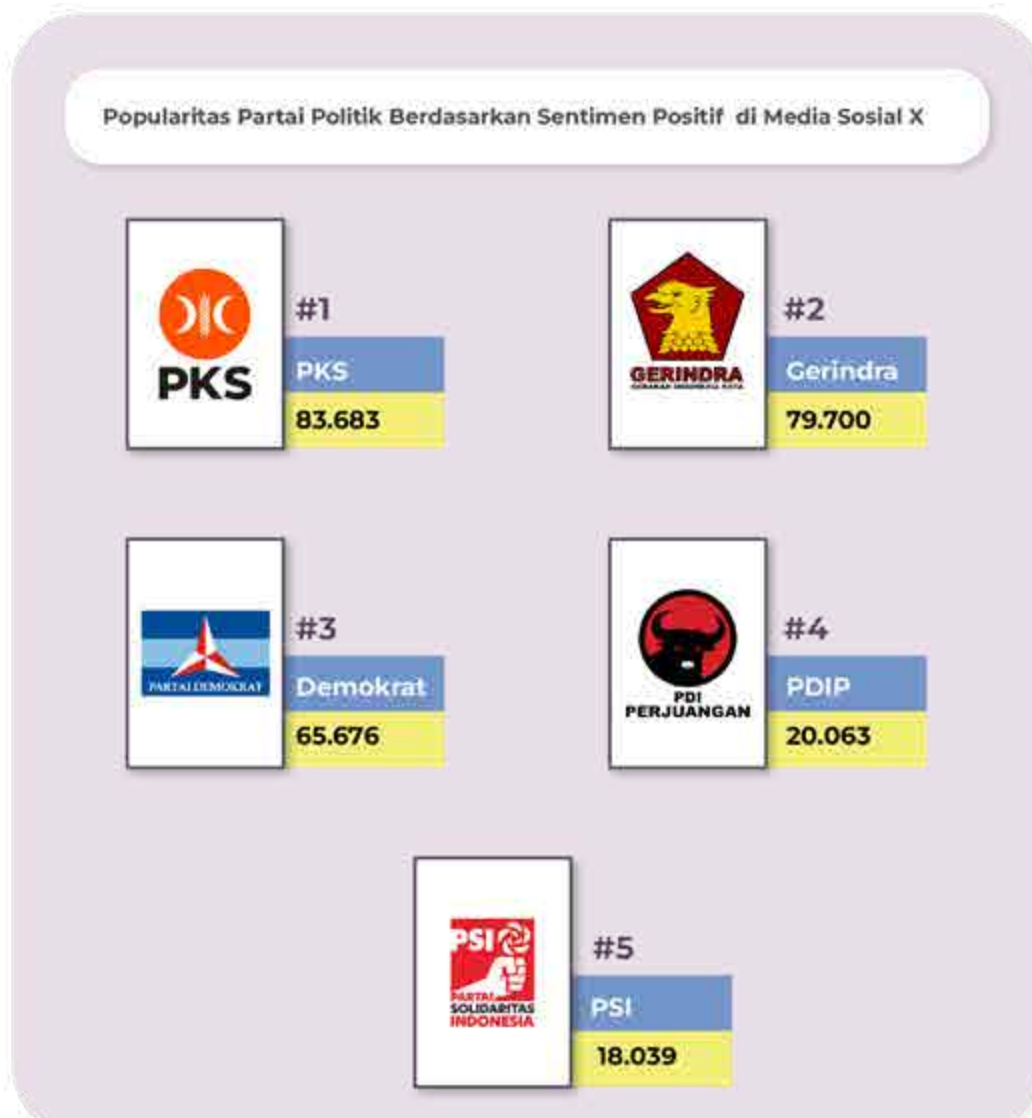 Popularitas Partai Politik Berdasarkan Sentimen Positif di Media Sosial X
PKS
#1
PKS
83.683
GERINDRA
#2
Gerindra
79.700
PARTAI DEMOKRAT
#3
Demokrat
65.676
PDI
PERJUANGAN
#4
PDIP
20.063
PSI
PARTAI
SOLIDARITAS
INDONESIA
#5
PSI
18.039